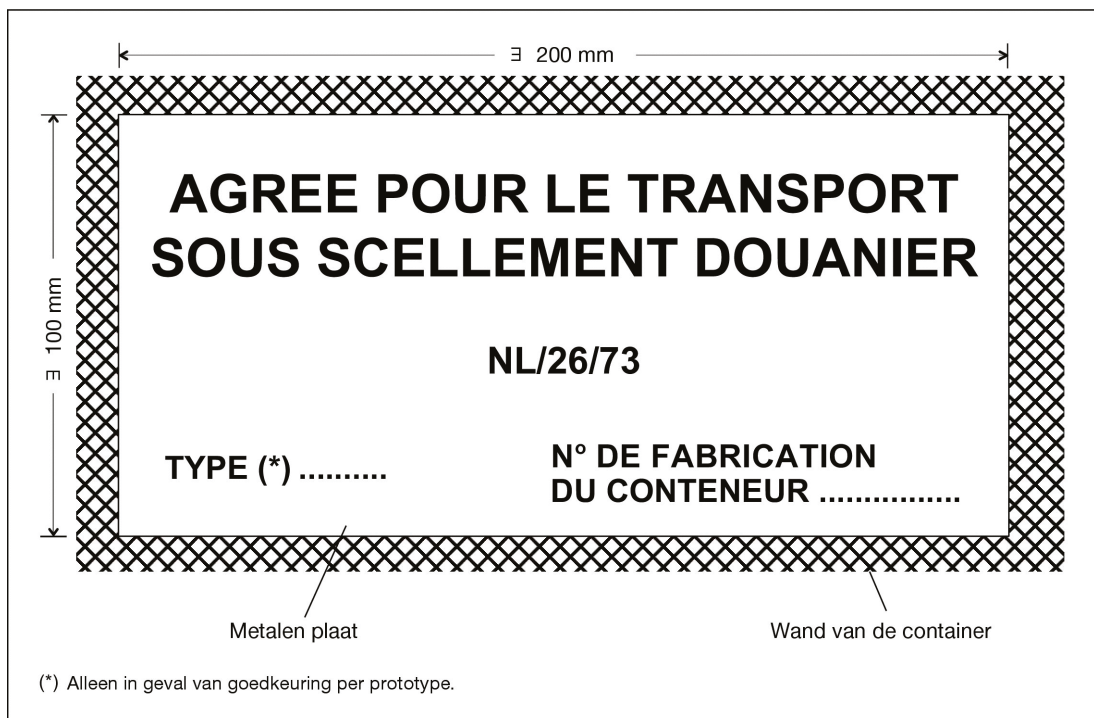 ∃ 200 mm
∃ 100 mm
AGREE POUR LE TRANSPORT
SOUS SCELLEMENT DOUANIER
NL/26/73
TYPE (*) ..........
Nº DE FABRICATION
DU CONTENEUR ................
Metalen plaat
Wand van de container
(*) Alleen in geval van goedkeuring per prototype.